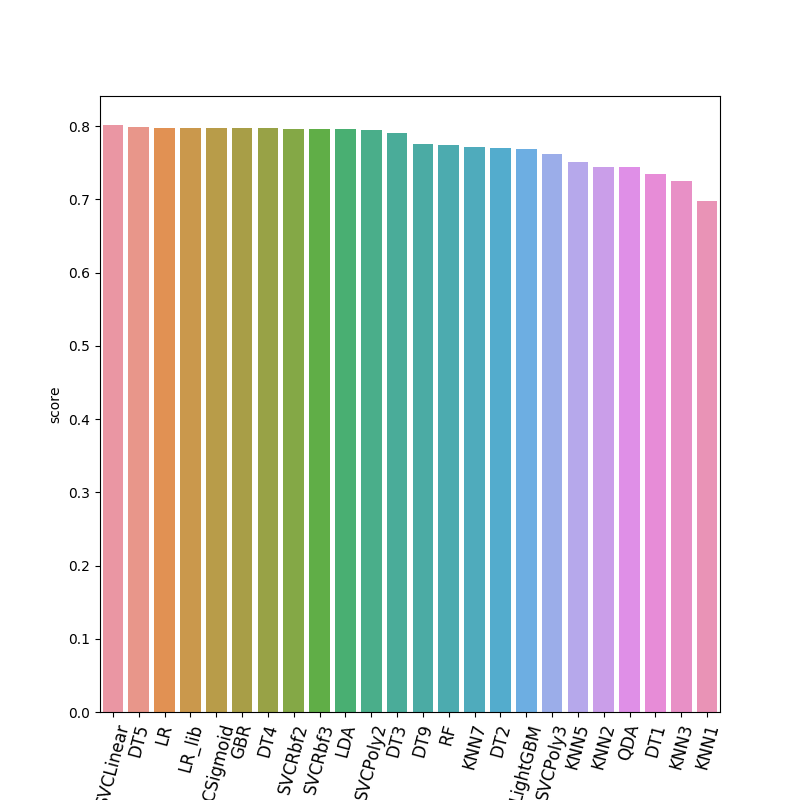 0.8
0.7
0.6
0.5
0.4
0.3
0.2
0.1
0.0
score
SVCLinear
DT5
LR
LR_lib
CSigmoid
GBR
DT4
SVCRbf2
SVCRbf3
LDA
SVCPoly2
DT3
DT9
RF
KNN7
DT2
LightGBM
SVCPoly3
KNN5
KNN2
QDA
DT1
KNN3
KNN1